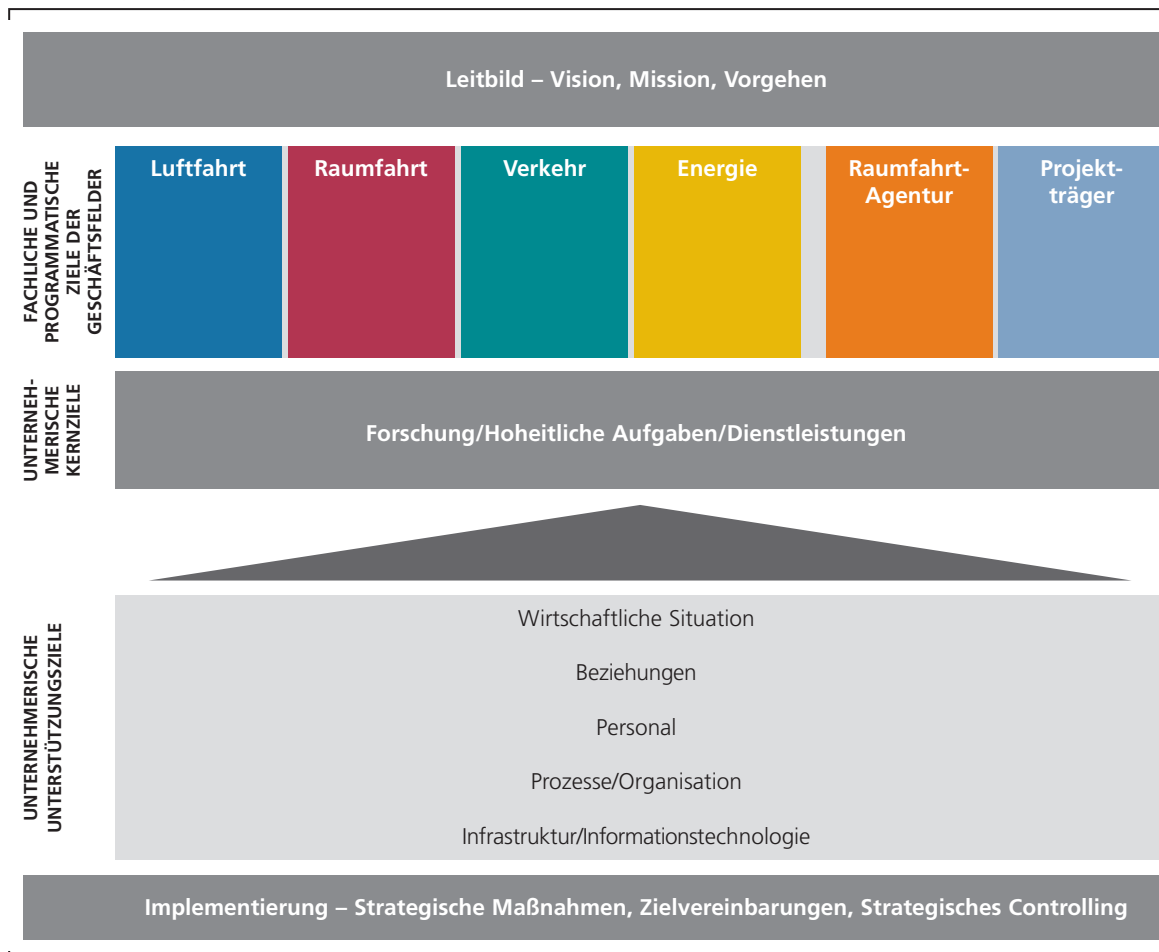 Leitbild – Vision, Mission, Vorgehen
FACHLICHE UND
PROGRAMMATISCHE
ZIELE DER
GESCHÄFTSFELDER
Luftfahrt
Raumfahrt
Verkehr
Energie
Raumfahrt-
Agentur
Projekt-
träger
UNTERNEH-
MERISCHE
KERNZIELE
Forschung/Hoheitliche Aufgaben/Dienstleistungen
UNTERNEHMERISCHE
UNTERSTÜTZUNGSZIELE
Wirtschaftliche Situation
Beziehungen
Personal
Prozesse/Organisation
Infrastruktur/Informationstechnologie
Implementierung – Strategische Maßnahmen, Zielvereinbarungen, Strategisches Controlling